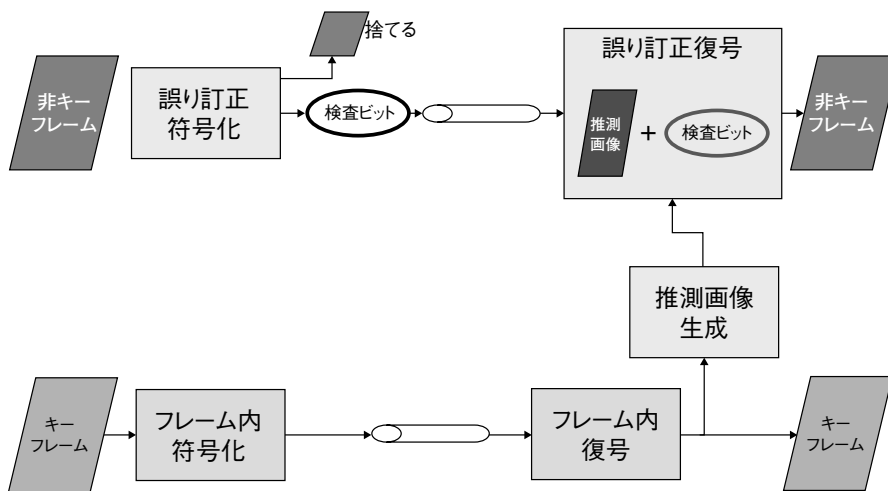 捨てる
非キー
フレーム
誤り訂正
符号化
検査ビット
誤り訂正復号
推測
画像
+
検査ビット
非キー
フレーム
推測画像
生成
キー
フレーム
フレーム内
符号化
フレーム内
復号
キー
フレーム